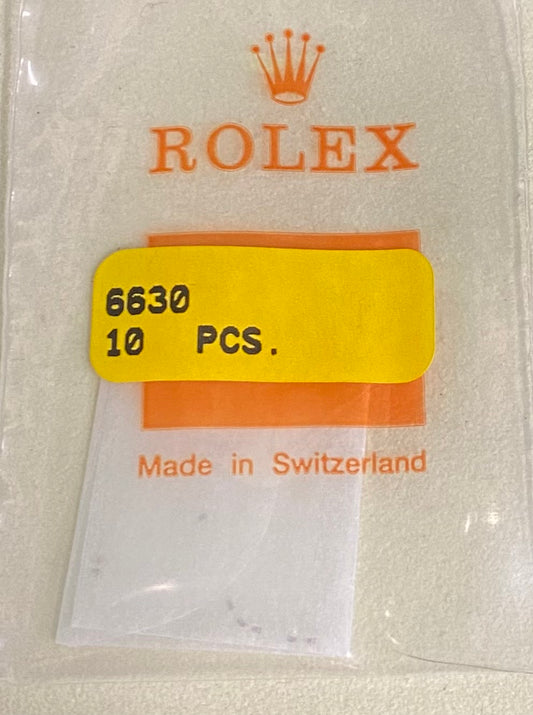 ROLEX
6630
10 PCS.
Made in Switzerland